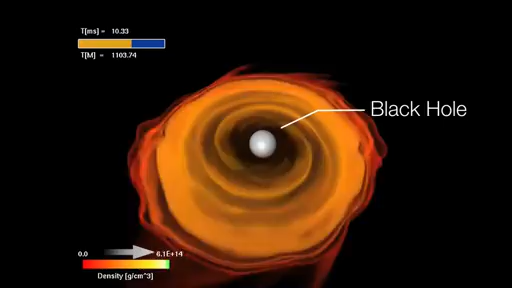 T[ms] = 10.33
T[M] = 1103.74
Black Hole
0.0 6.1E+14
Density [g/cm^3]